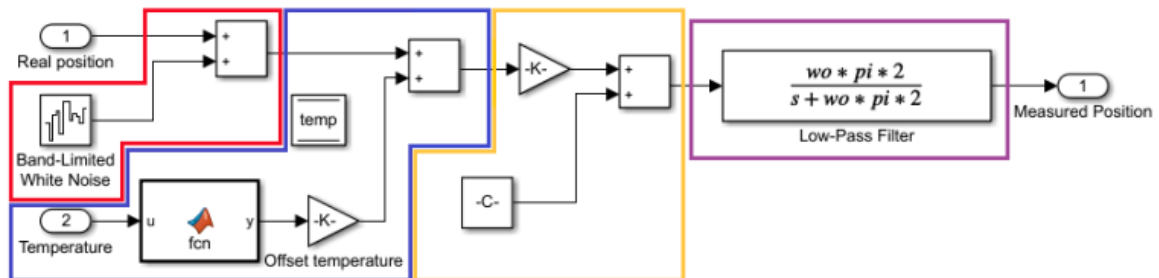 1
Real position
+
+
Band-Limited
White Noise
temp
2
Temperature
u
fcn
y
-K-
Offset temperature
+
+
-K-
-C-
+
+
wo * pi * 2
s + wo * pi * 2
Low-Pass Filter
1
Measured Position